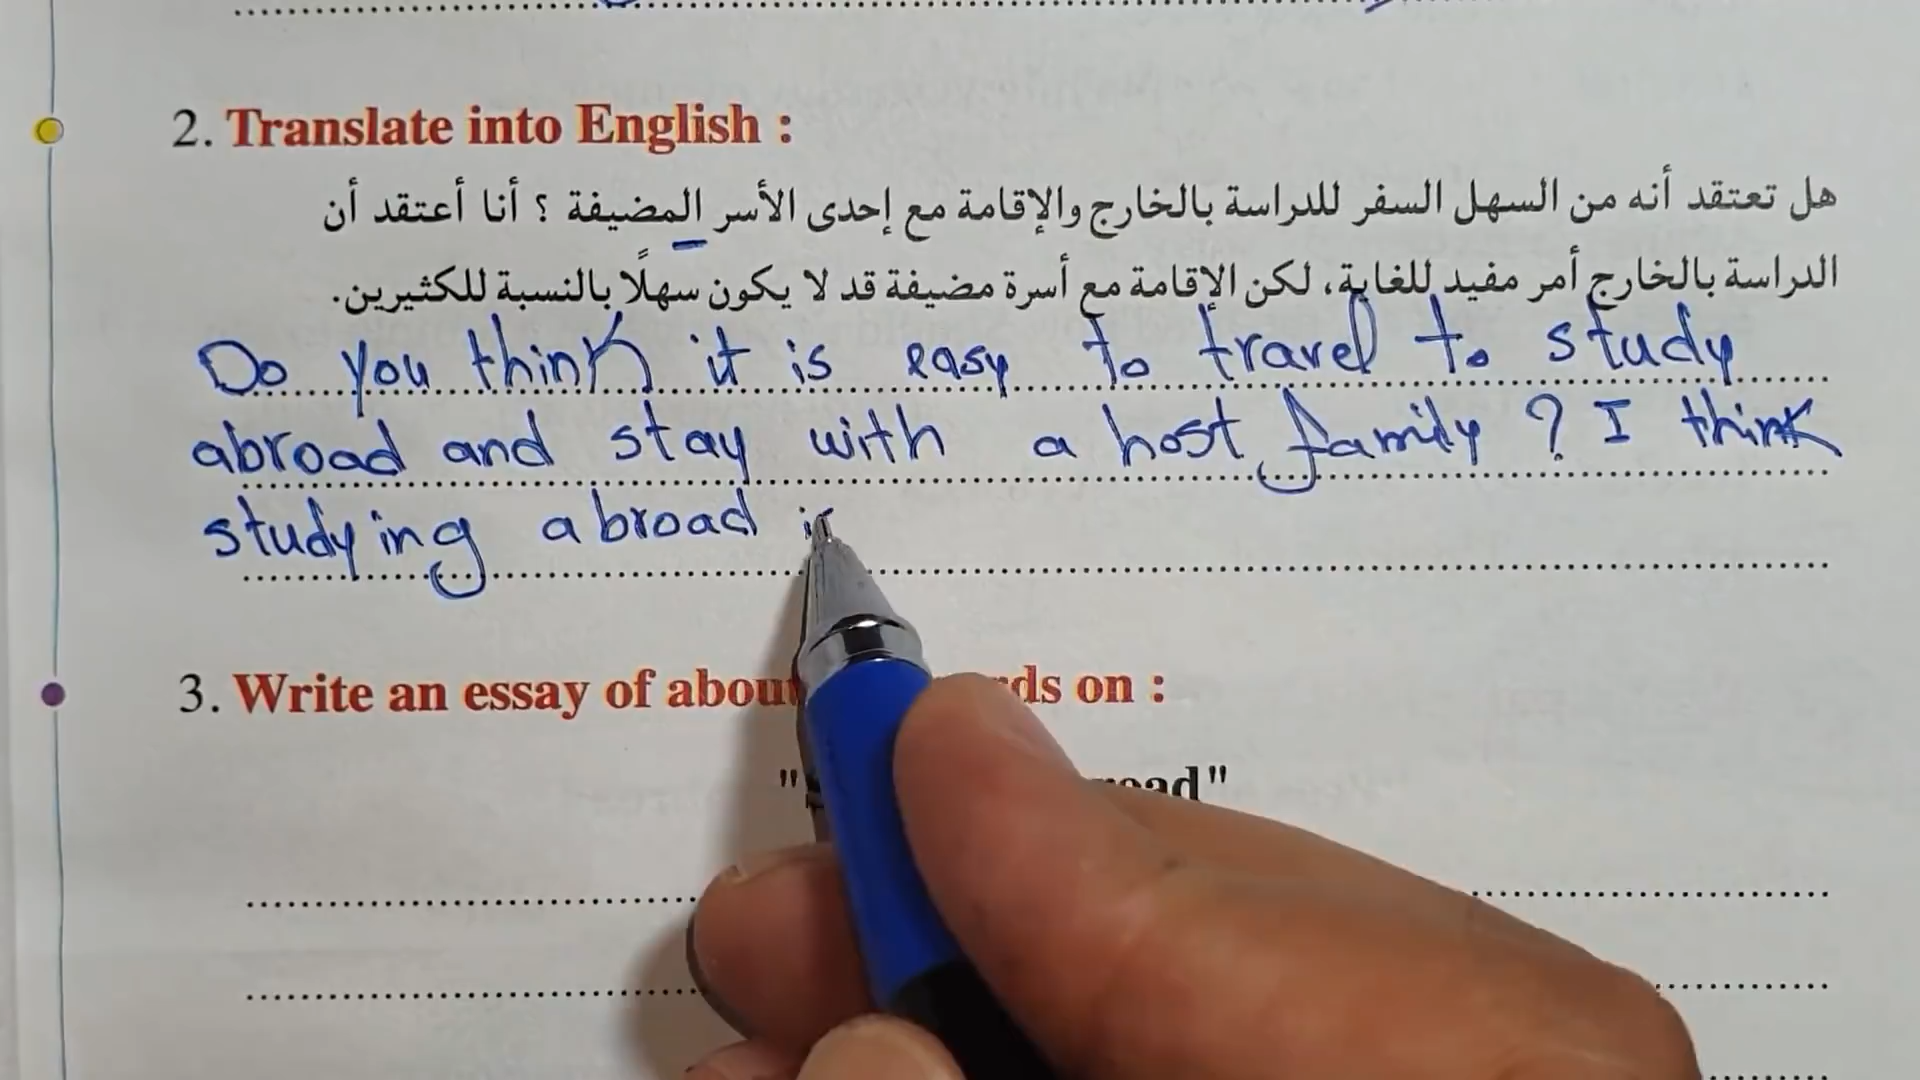 2. Translate into English :
هل تعتقد أنه من السهل السفر للدراسة بالخارج والإقامة مع إحدى الأسر المضيفة ؟ أنا أعتقد أن
الدراسة بالخارج أمر مفيد للغاية، لكن الإقامة مع أسرة مضيفة قد لا يكون سهلًا بالنسبة للكثيرين.
Do you think it is easy to travel to study
abroad and stay with a host family ? I think
studying abroad
3. Write an essay of on :